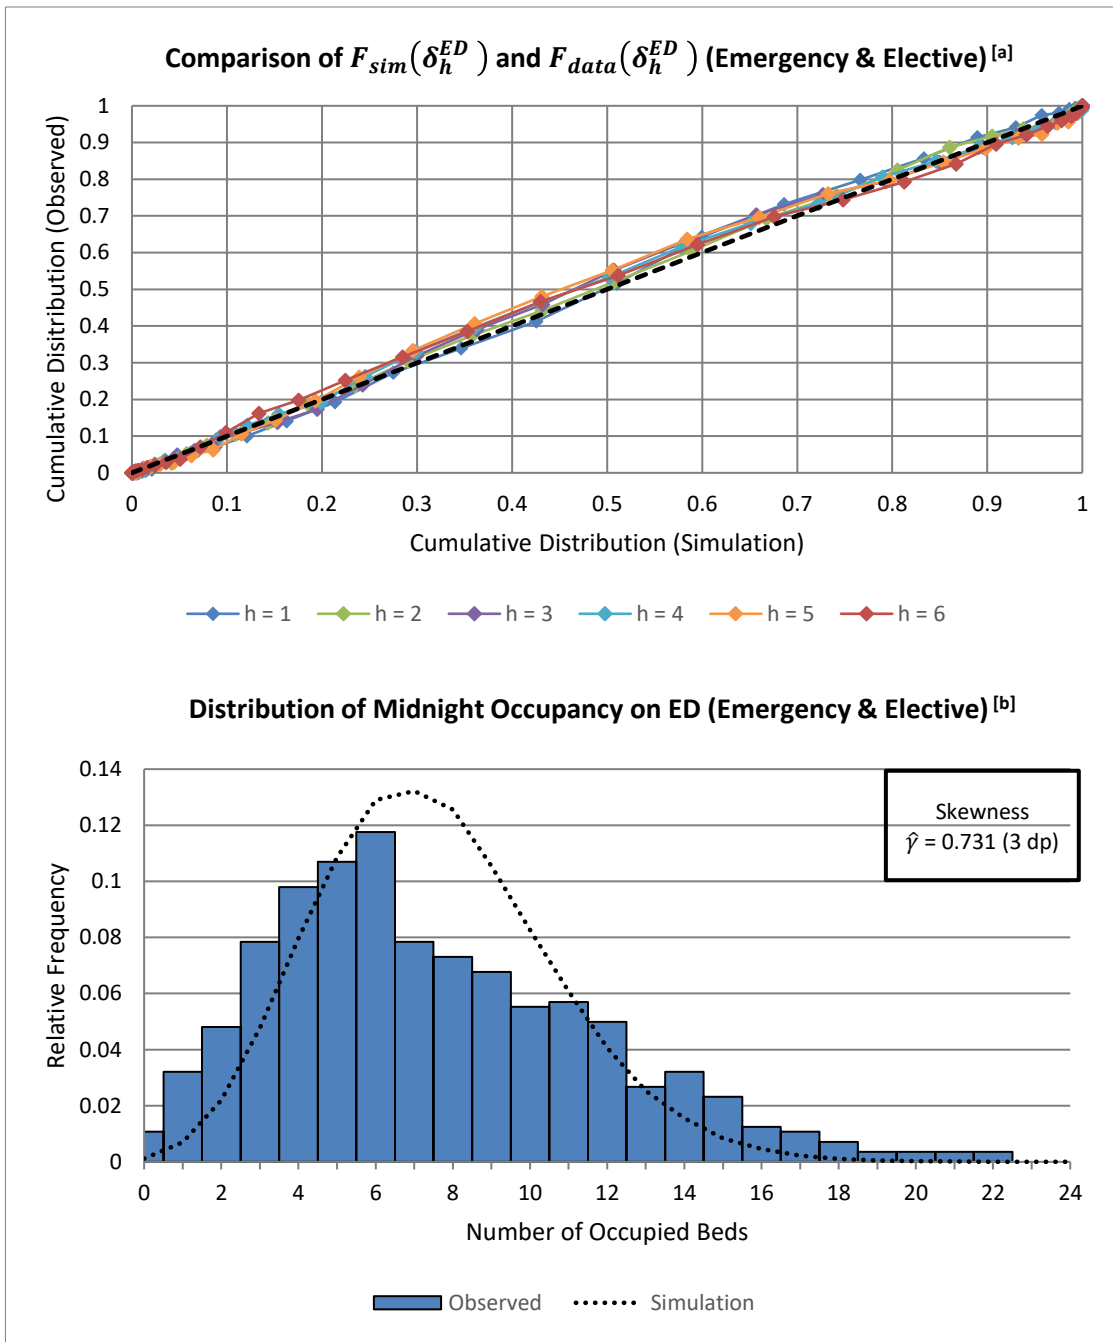 Comparison of F_sim(δ_h^ED) and F_data(δ_h^ED) (Emergency & Elective) [a]
Cumulative Disitribution (Observed)
1
0.9
0.8
0.7
0.6
0.5
0.4
0.3
0.2
0.1
0
0 0.1 0.2 0.3 0.4 0.5 0.6 0.7 0.8 0.9 1
Cumulative Distribution (Simulation)
h = 1 h = 2 h = 3 h = 4 h = 5 h = 6
Distribution of Midnight Occupancy on ED (Emergency & Elective) [b]
Relative Frequency
0.14
0.12
0.1
0.08
0.06
0.04
0.02
0
Skewness
γ̂ = 0.731 (3 dp)
0 2 4 6 8 10 12 14 16 18 20 22 24
Number of Occupied Beds
Observed Simulation